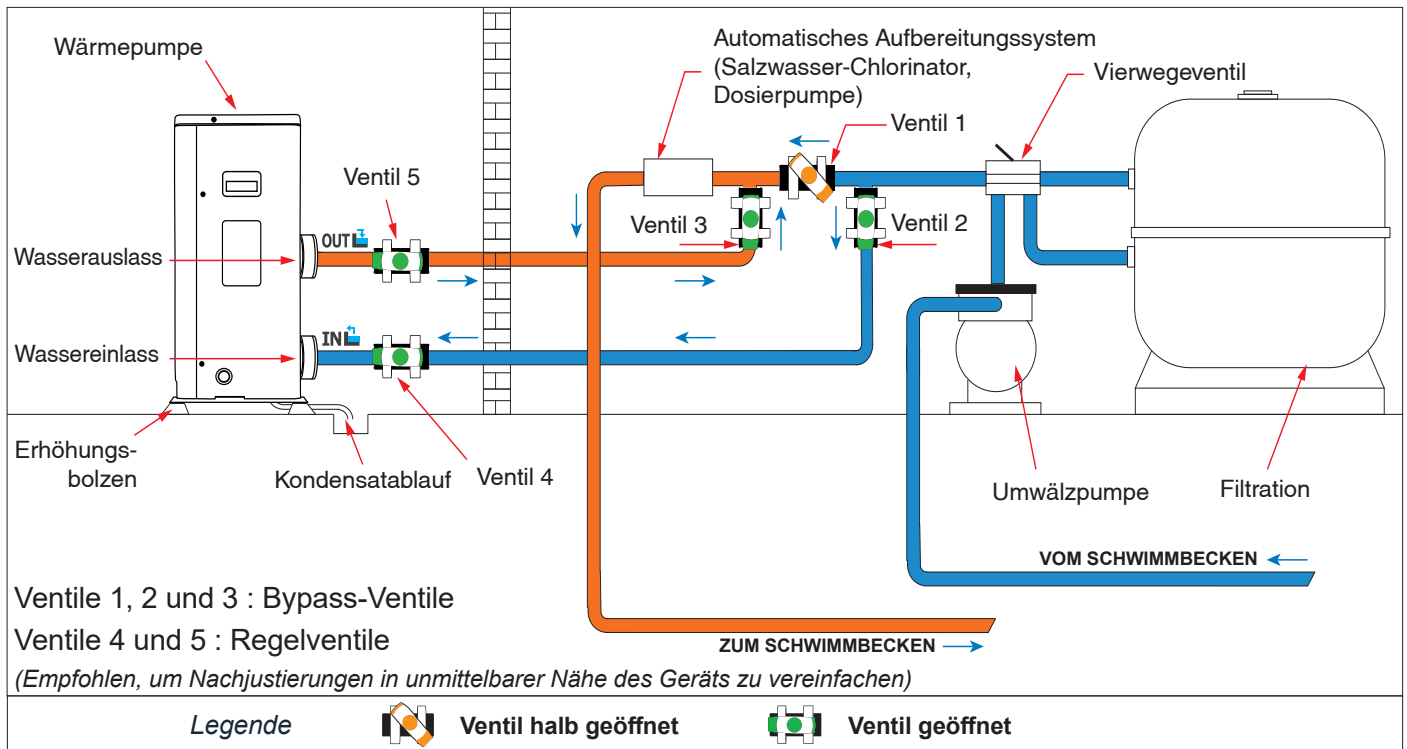 Wärmepumpe
Automatisches Aufbereitungssystem
(Salzwasser-Chlorinator,
Dosierpumpe)
Vierwegeventil
Ventil 1
Ventil 5
Ventil 3
Ventil 2
OUT
Wasserauslass
IN
Wassereinlass
Erhöhungs-
bolzen
Kondensatablauf
Ventil 4
Umwälzpumpe
Filtration
VOM SCHWIMMBECKEN
Ventile 1, 2 und 3 : Bypass-Ventile
Ventile 4 und 5 : Regelventile
ZUM SCHWIMMBECKEN
(Empfohlen, um Nachjustierungen in unmittelbarer Nähe des Geräts zu vereinfachen)
Legende
Ventil halb geöffnet
Ventil geöffnet